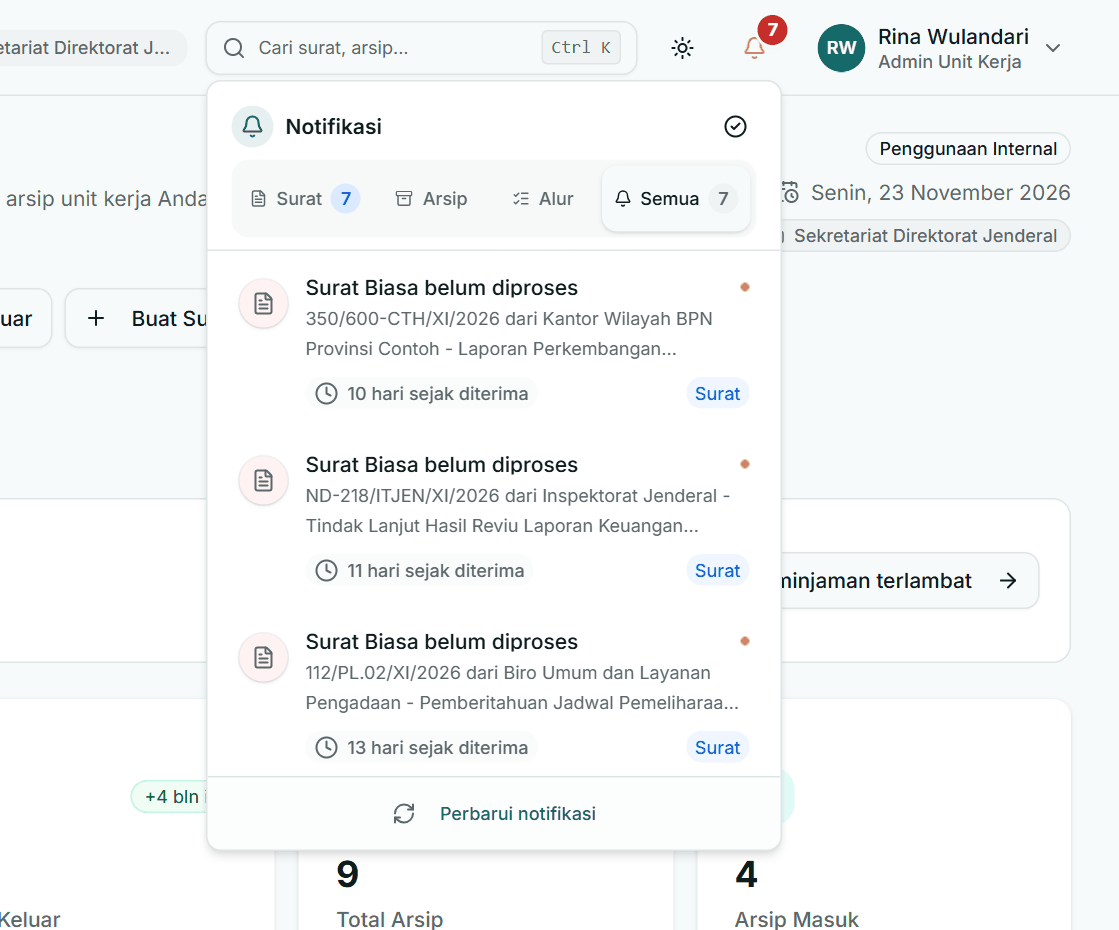 etariat Direktorat J...
Cari surat, arsip...
Ctrl K
7
RW
Rina Wulandari
Admin Unit Kerja
Notifikasi
Surat 7
Arsip
Alur
Semua 7
Penggunaan Internal
arsip unit kerja Anda
Senin, 23 November 2026
Sekretariat Direktorat Jenderal
uar
Buat Su
Surat Biasa belum diproses
350/600-CTH/XI/2026 dari Kantor Wilayah BPN
Provinsi Contoh - Laporan Perkembangan...
10 hari sejak diterima
Surat
Surat Biasa belum diproses
ND-218/ITJEN/XI/2026 dari Inspektorat Jenderal -
Tindak Lanjut Hasil Reviu Laporan Keuangan...
11 hari sejak diterima
Surat
minjaman terlambat
Surat Biasa belum diproses
112/PL.02/XI/2026 dari Biro Umum dan Layanan
Pengadaan - Pemberitahuan Jadwal Pemeliharaa...
13 hari sejak diterima
Surat
+4 bln
Perbarui notifikasi
9
4
Keluar
Total Arsip
Arsip Masuk